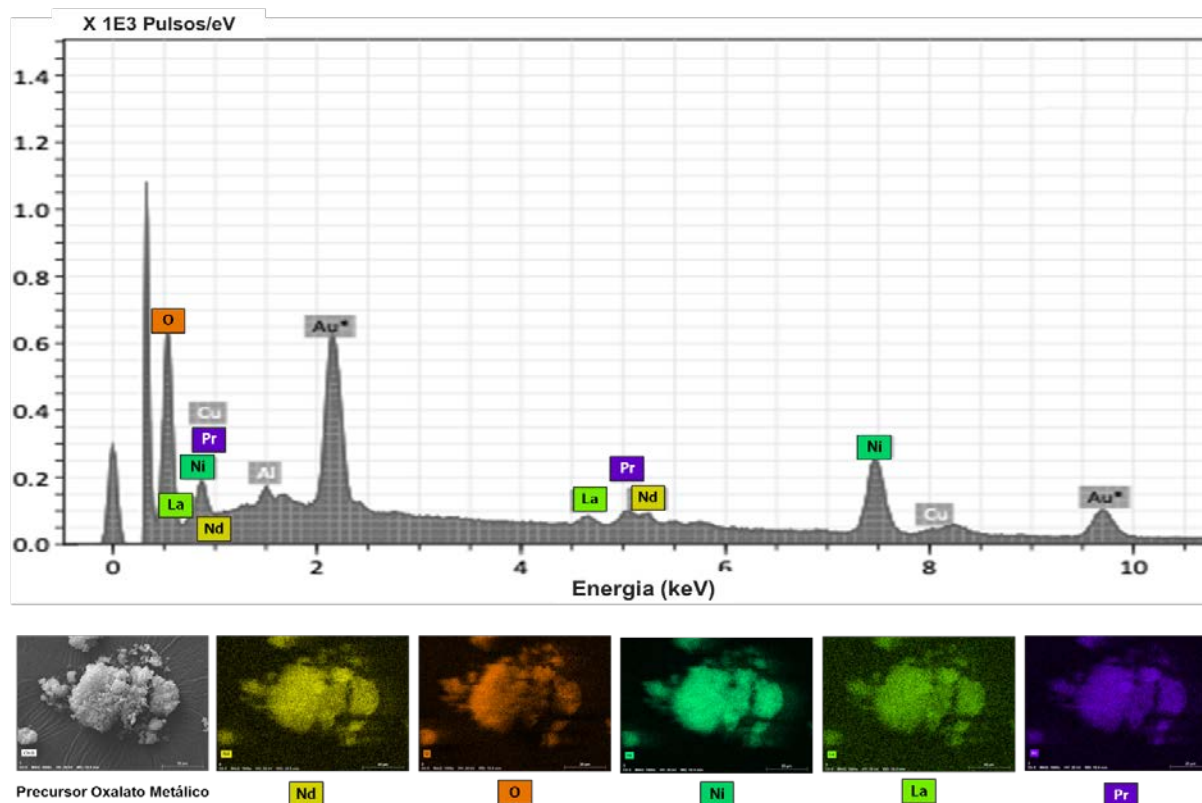 X 1E3 Pulsos/eV
1.4
1.2
1.0
0.8
0.6
0.4
0.2
0.0
O
Au*
Cu
Pr
Ni
La
Nd
Al
La
Pr
Nd
Ni
Cu
Au*
0 2 4 6 8 10
Energia (keV)
Precursor Oxalato Metálico
Nd
O
Ni
La
Pr